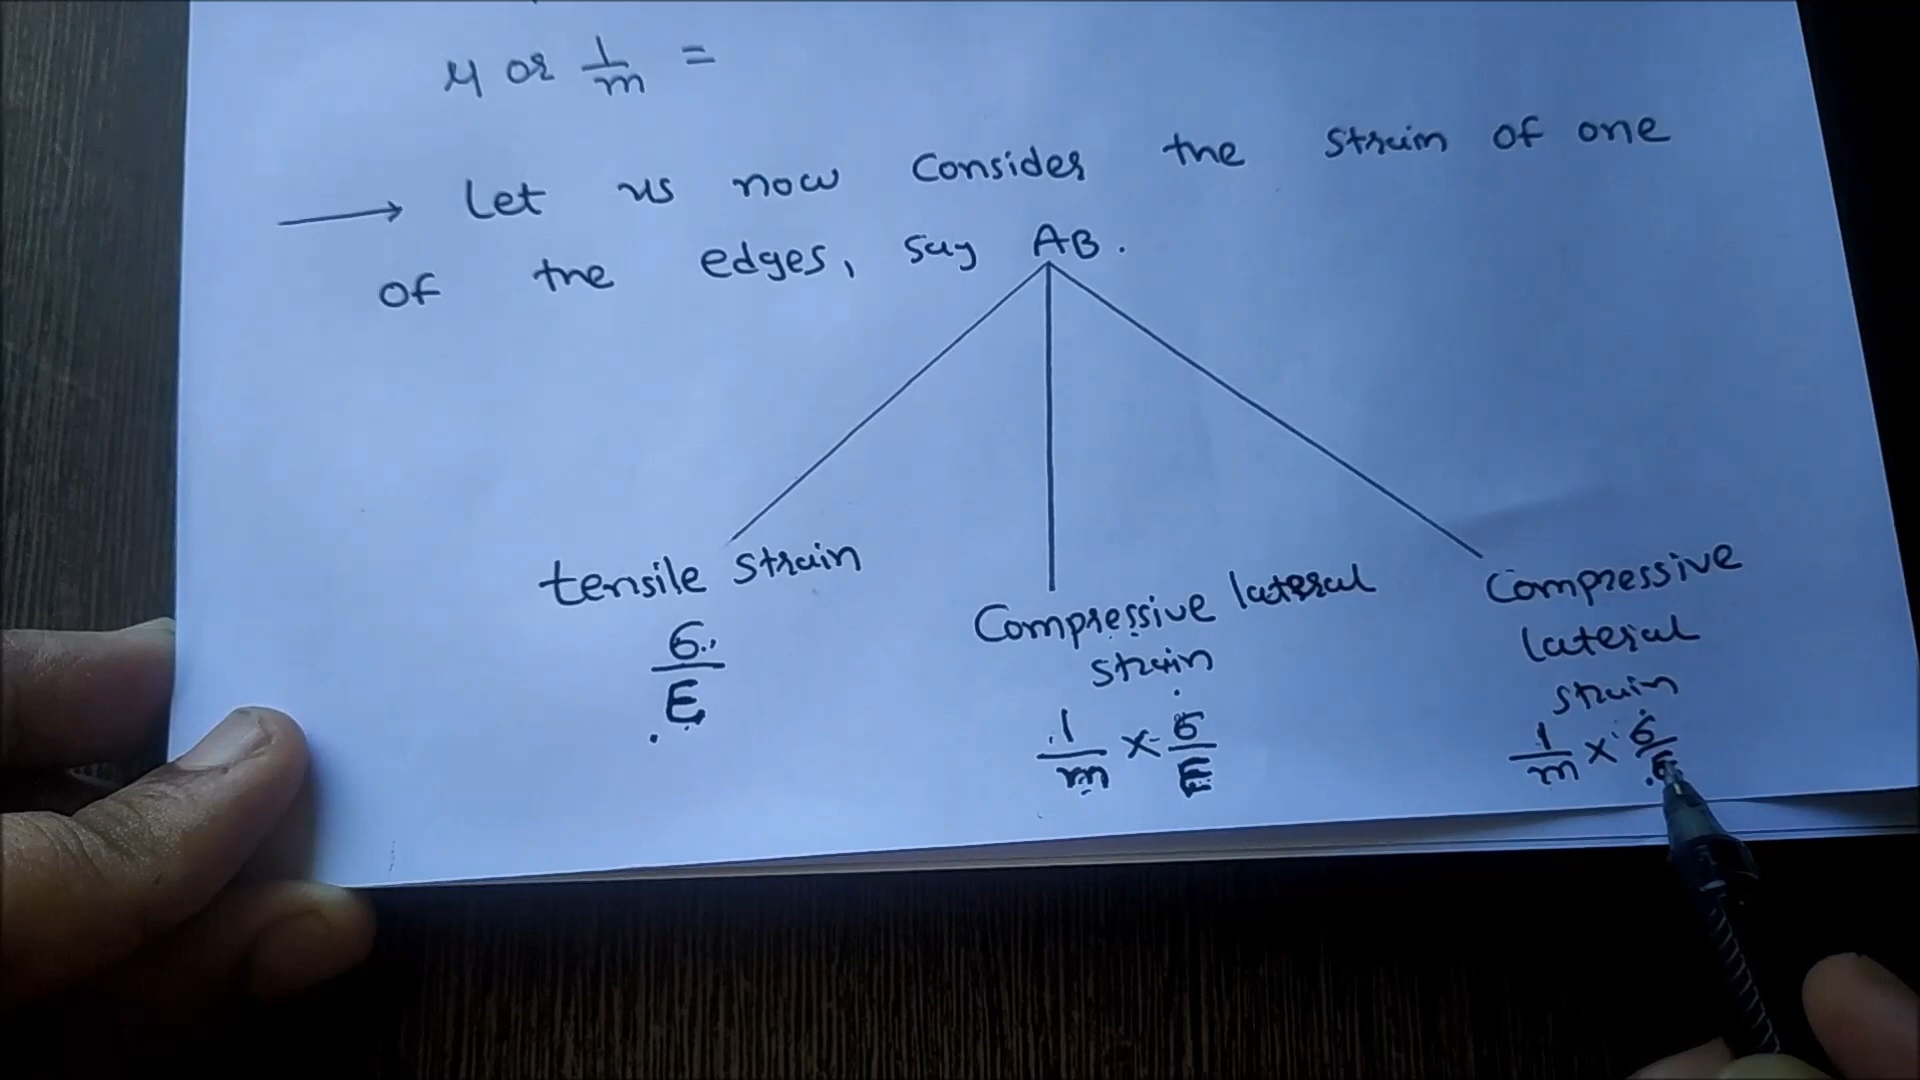 μ or 1/m =
→ Let us now Consider the strain of one
of the edges, say AB.
tensile strain
σ/E
Compressive lateral
strain
1/m × σ/E
Compressive
lateral
strain
1/m × σ/E